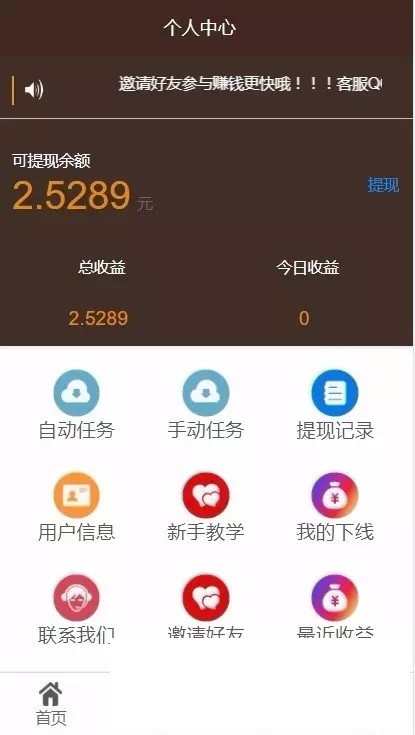 个人中心
邀请好友参与赚钱更快哦！！！客服QQ
可提现余额
2.5289 元
提现
总收益 今日收益
2.5289 0
自动任务 手动任务 提现记录
用户信息 新手教学 我的下线
联系我们 邀请好友 最近收益
首页